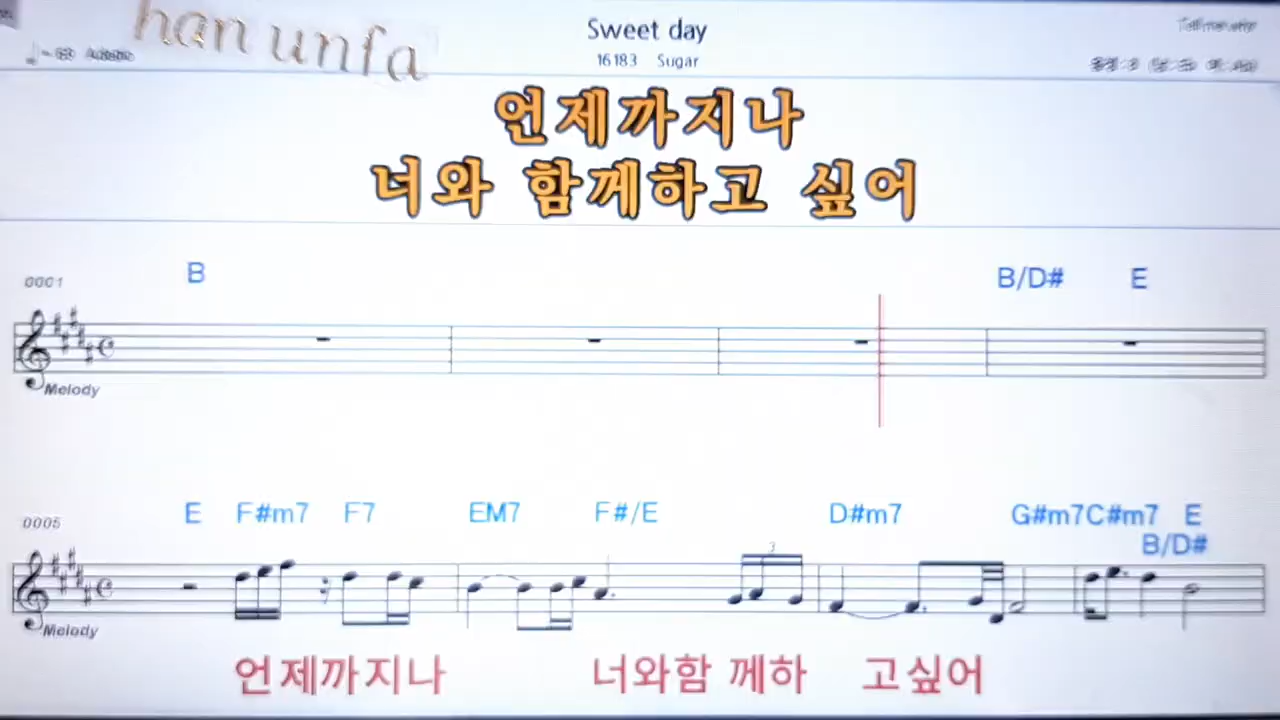 han unfa
Sweet day
16183 Sugar
언제까지나
너와 함께하고 싶어
0001 B B/D# E
Melody
0005 E F#m7 F7 EM7 F#/E D#m7 G#m7 C#m7 E
B/D#
3
Melody
언제까지나 너와함 께하 고싶어